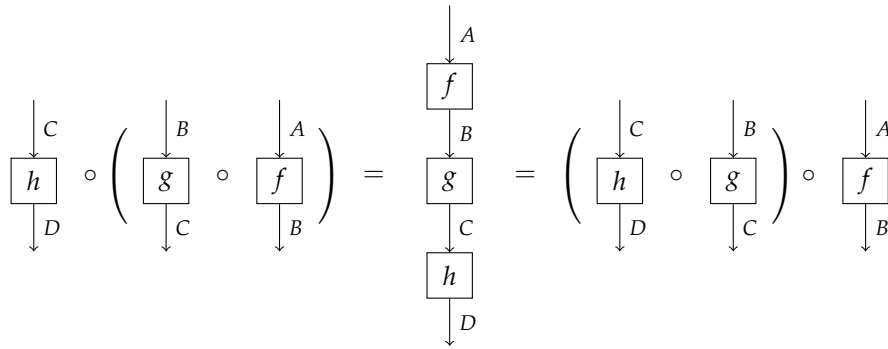 A
f
C B A B C B A
h ∘ ( g ∘ f ) = g = ( h ∘ g ) ∘ f
D C B C D C B
h
D